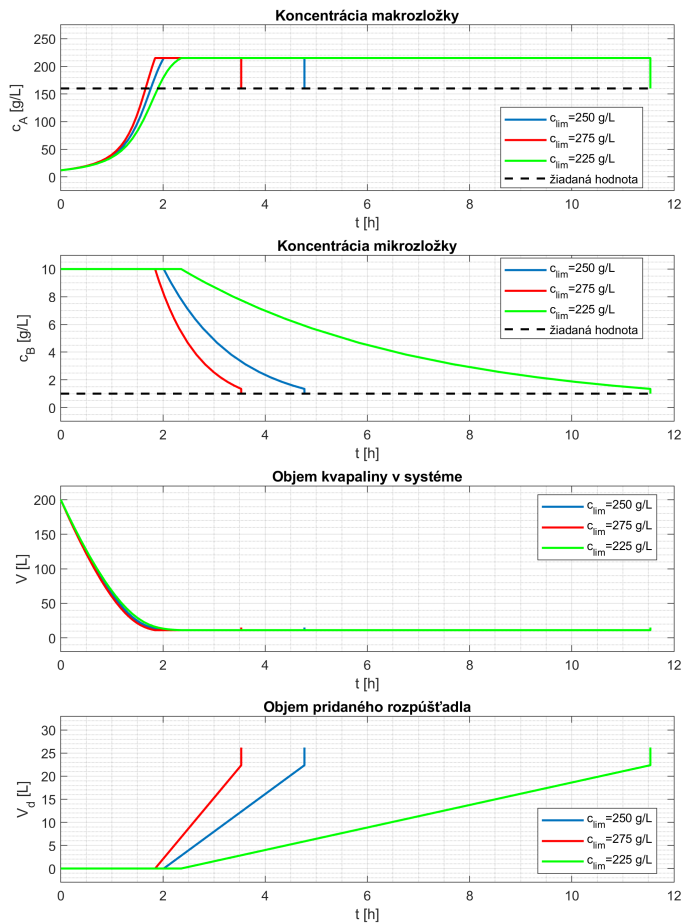 Koncentrácia makrozložky
250
200
150
100
50
0
c_A [g/L]
c_lim=250 g/L
c_lim=275 g/L
c_lim=225 g/L
žiadaná hodnota
0 2 4 6 8 10 12
t [h]
Koncentrácia mikrozložky
10
8
6
4
2
0
c_B [g/L]
c_lim=250 g/L
c_lim=275 g/L
c_lim=225 g/L
žiadaná hodnota
0 2 4 6 8 10 12
t [h]
Objem kvapaliny v systéme
200
150
100
50
0
V [L]
c_lim=250 g/L
c_lim=275 g/L
c_lim=225 g/L
0 2 4 6 8 10 12
t [h]
Objem pridaného rozpúšťadla
30
25
20
15
10
5
0
V_d [L]
c_lim=250 g/L
c_lim=275 g/L
c_lim=225 g/L
0 2 4 6 8 10 12
t [h]